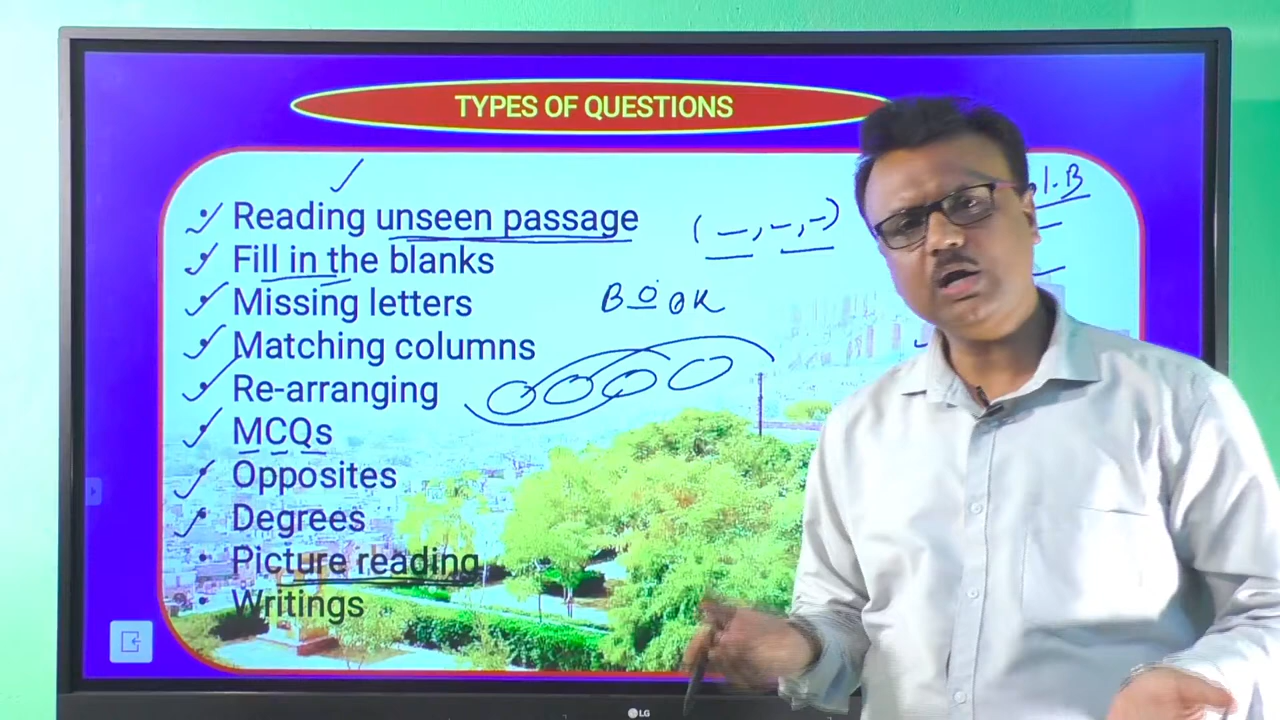 TYPES OF QUESTIONS
Reading unseen passage
Fill in the blanks
Missing letters
Matching columns
Re-arranging
MCQs
Opposites
Degrees
Picture reading
Writings
(–, –, –)
BOOK
l.B
LG